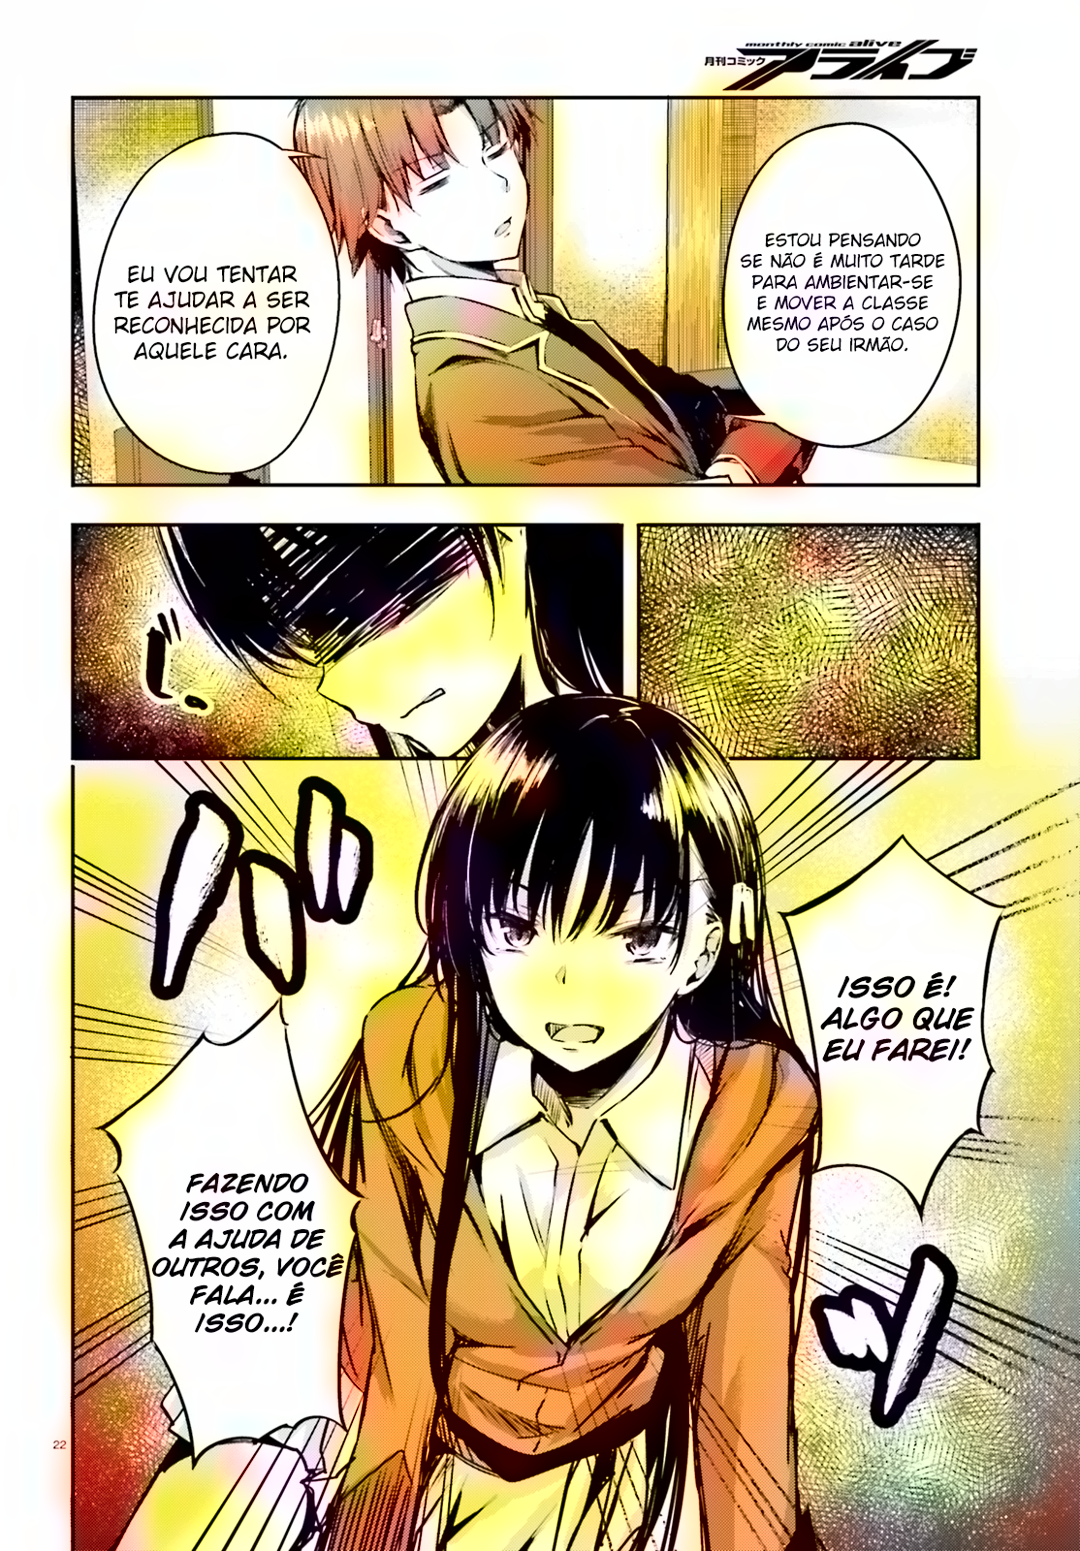 monthly comic alive
月刊コミック
アライブ
ESTOU PENSANDO
SE NÃO É MUITO TARDE
PARA AMBIENTAR-SE
E MOVER A CLASSE
MESMO APÓS O CASO
DO SEU IRMÃO.
EU VOU TENTAR
TE AJUDAR A SER
RECONHECIDA POR
AQUELE CARA.
ISSO É!
ALGO QUE
EU FAREI!
FAZENDO
ISSO COM
A AJUDA DE
OUTROS, VOCÊ
FALA... É
ISSO...!
22